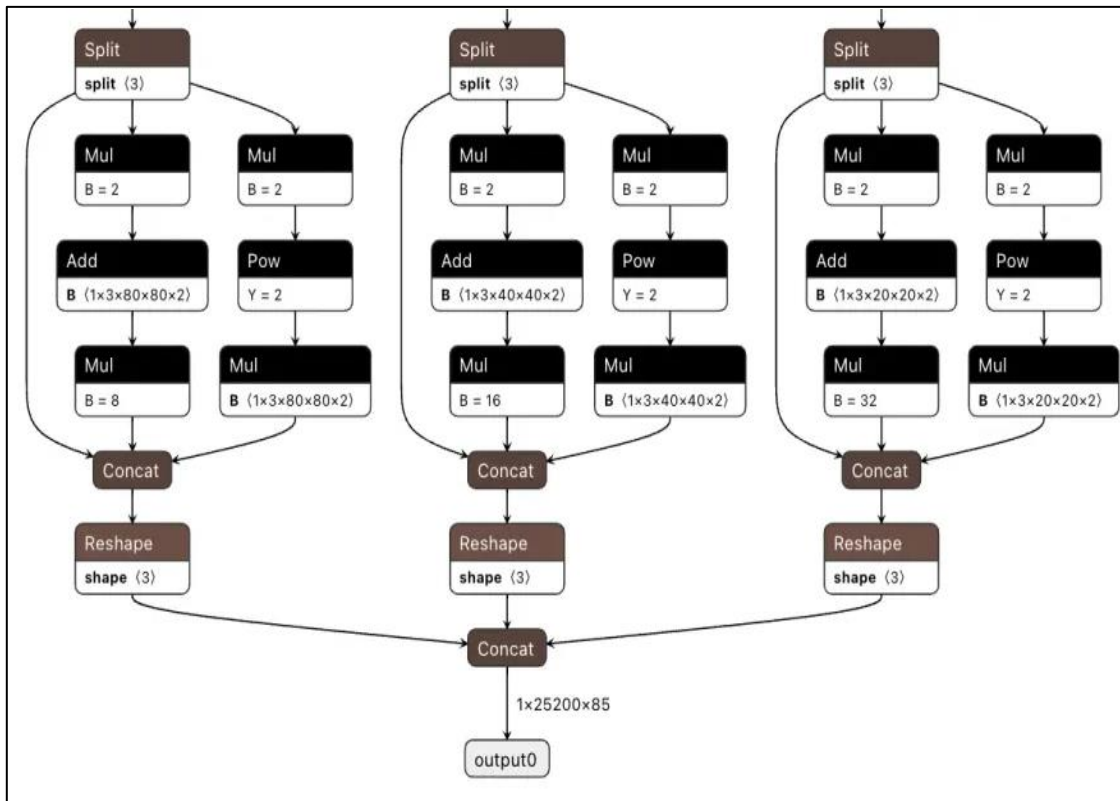 Split
split ⟨3⟩
Split
split ⟨3⟩
Split
split ⟨3⟩
Mul
B = 2
Mul
B = 2
Mul
B = 2
Mul
B = 2
Mul
B = 2
Mul
B = 2
Add
B ⟨1×3×80×80×2⟩
Pow
Y = 2
Add
B ⟨1×3×40×40×2⟩
Pow
Y = 2
Add
B ⟨1×3×20×20×2⟩
Pow
Y = 2
Mul
B = 8
Mul
B ⟨1×3×80×80×2⟩
Mul
B = 16
Mul
B ⟨1×3×40×40×2⟩
Mul
B = 32
Mul
B ⟨1×3×20×20×2⟩
Concat
Concat
Concat
Reshape
shape ⟨3⟩
Reshape
shape ⟨3⟩
Reshape
shape ⟨3⟩
Concat
1×25200×85
output0